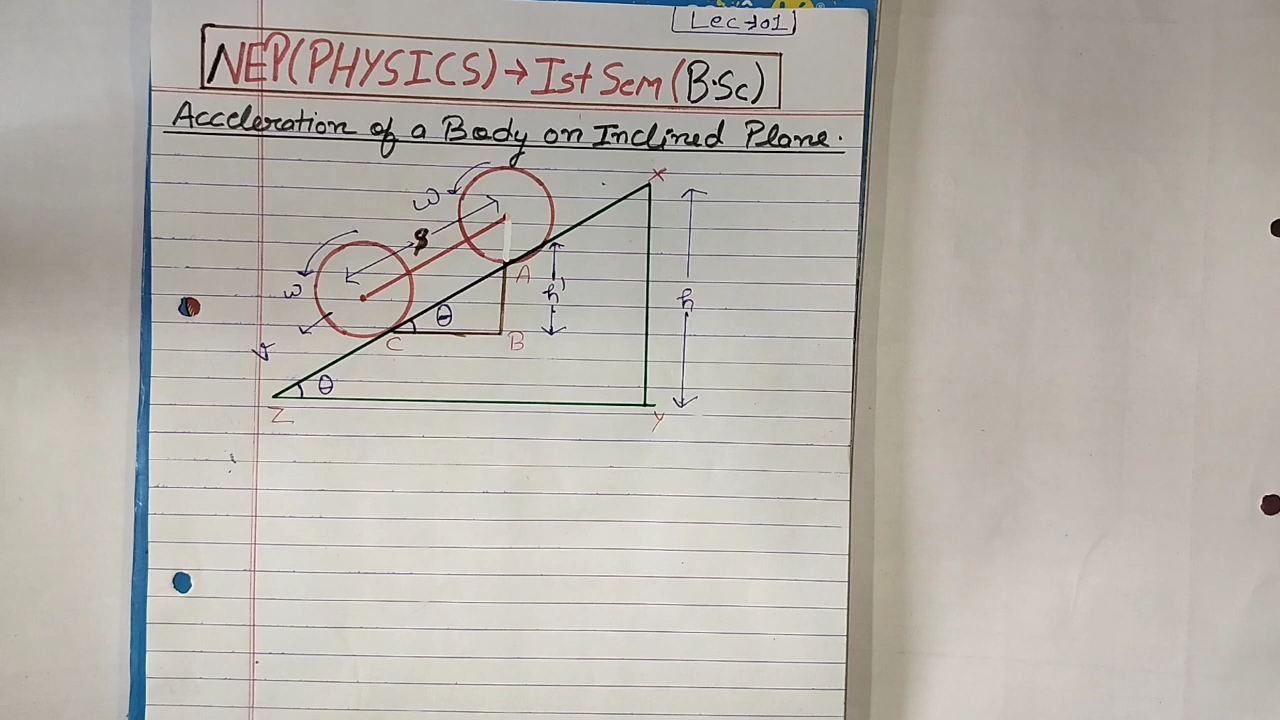 Lec→01
NEP(PHYSICS)→Ist Sem (B.Sc)
Acceleration of a Body on Inclined Plane.
X
ω
S
A
ω
h'
h
θ
C
B
v
θ
Z
Y